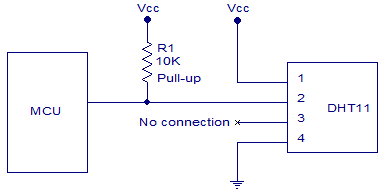 Vcc
Vcc
R1
10K
Pull-up
MCU
1
2
No connection
3
4
DHT11